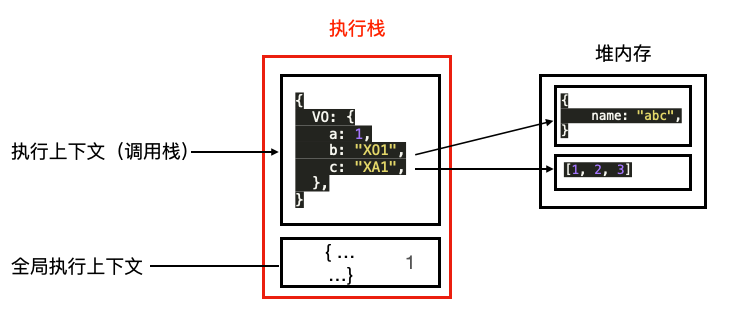 执行栈
堆内存
{
VO: {
a: 1,
b: "XO1",
c: "XA1",
},
}
{
name: "abc",
}
[1, 2, 3]
执行上下文（调用栈）
全局执行上下文
{ ...
1
...}